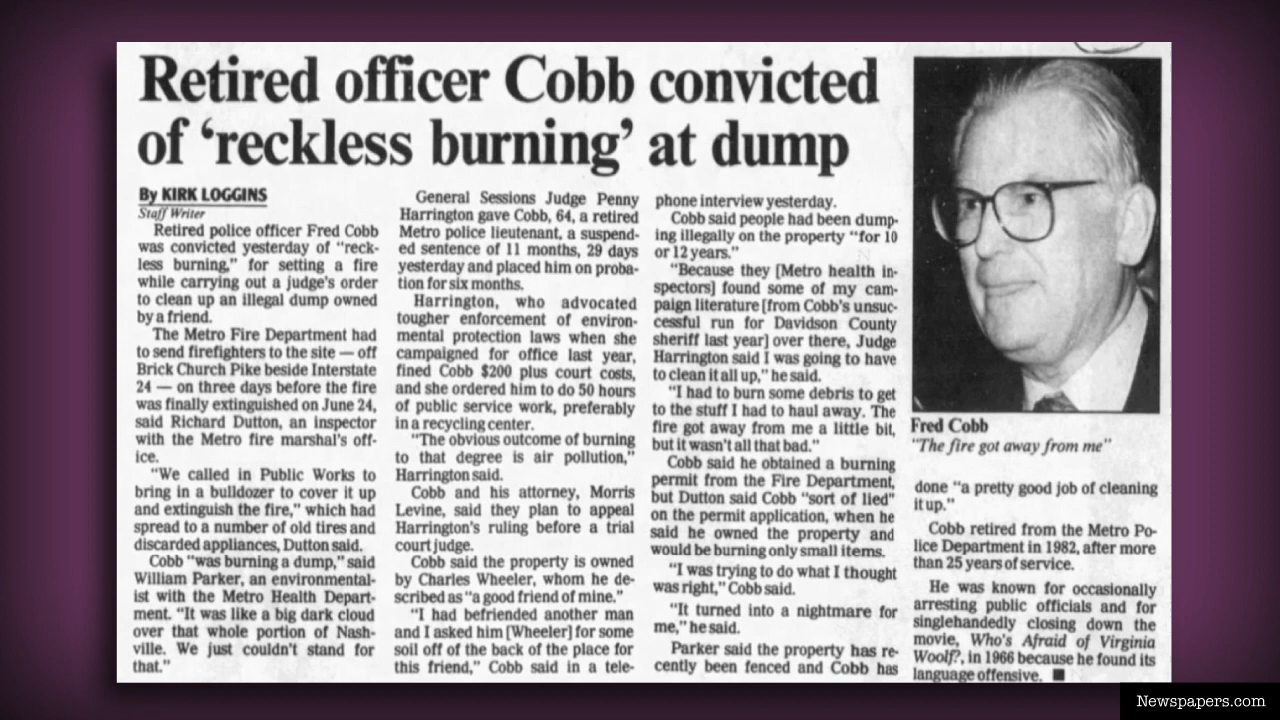 Retired officer Cobb convicted
of ‘reckless burning’ at dump
By KIRK LOGGINS
Staff Writer
Retired police officer Fred Cobb
was convicted yesterday of “reck-
less burning,” for setting a fire
while carrying out a judge’s order
to clean up an illegal dump owned
by a friend.
The Metro Fire Department had
to send firefighters to the site — off
Brick Church Pike beside Interstate
24 — on three days before the fire
was finally extinguished on June 24,
said Richard Dutton, an inspector
with the Metro fire marshal’s off-
ice.
“We called in Public Works to
bring in a bulldozer to cover it up
and extinguish the fire,” which had
spread to a number of old tires and
discarded appliances, Dutton said.
Cobb “was burning a dump,” said
William Parker, an environmental-
ist with the Metro Health Depart-
ment. “It was like a big dark cloud
over that whole portion of Nash-
ville. We just couldn’t stand for
that.”
General Sessions Judge Penny
Harrington gave Cobb, 64, a retired
Metro police lieutenant, a suspend-
ed sentence of 11 months, 29 days
yesterday and placed him on proba-
tion for six months.
Harrington, who advocated
tougher enforcement of environ-
mental protection laws when she
campaigned for office last year,
fined Cobb $200 plus court costs,
and she ordered him to do 50 hours
of public service work, preferably
in a recycling center.
“The obvious outcome of burning
to that degree is air pollution,”
Harrington said.
Cobb and his attorney, Morris
Levine, said they plan to appeal
Harrington’s ruling before a trial
court judge.
Cobb said the property is owned
by Charles Wheeler, whom he de-
scribed as “a good friend of mine.”
“I had befriended another man
and I asked him [Wheeler] for some
soil off of the back of the place for
this friend,” Cobb said in a tele-
phone interview yesterday.
Cobb said people had been dump-
ing illegally on the property “for 10
or 12 years.”
“Because they [Metro health in-
spectors] found some of my cam-
paign literature [from Cobb’s unsuc-
cessful run for Davidson County
sheriff last year] over there, Judge
Harrington said I was going to have
to clean it all up,” he said.
“I had to burn some debris to get
to the stuff I had to haul away. The
fire got away from me a little bit,
but it wasn’t all that bad.”
Cobb said he obtained a burning
permit from the Fire Department,
but Dutton said Cobb “sort of lied”
on the permit application, when he
said he owned the property and
would be burning only small items.
“I was trying to do what I thought
was right,” Cobb said.
“It turned into a nightmare for
me,” he said.
Parker said the property has re-
cently been fenced and Cobb has
Fred Cobb
“The fire got away from me”
done “a pretty good job of cleaning
it up.”
Cobb retired from the Metro Po-
lice Department in 1982, after more
than 25 years of service.
He was known for occasionally
arresting public officials and for
singlehandedly closing down the
movie, Who’s Afraid of Virginia
Woolf?, in 1966 because he found its
language offensive. ■
Newspapers.com